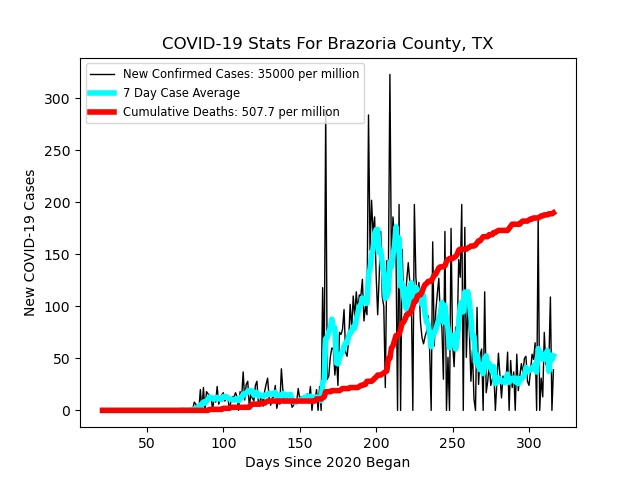 COVID-19 Stats For Brazoria County, TX
New Confirmed Cases: 35000 per million
7 Day Case Average
Cumulative Deaths: 507.7 per million
New COVID-19 Cases
300
250
200
150
100
50
0
50 100 150 200 250 300
Days Since 2020 Began